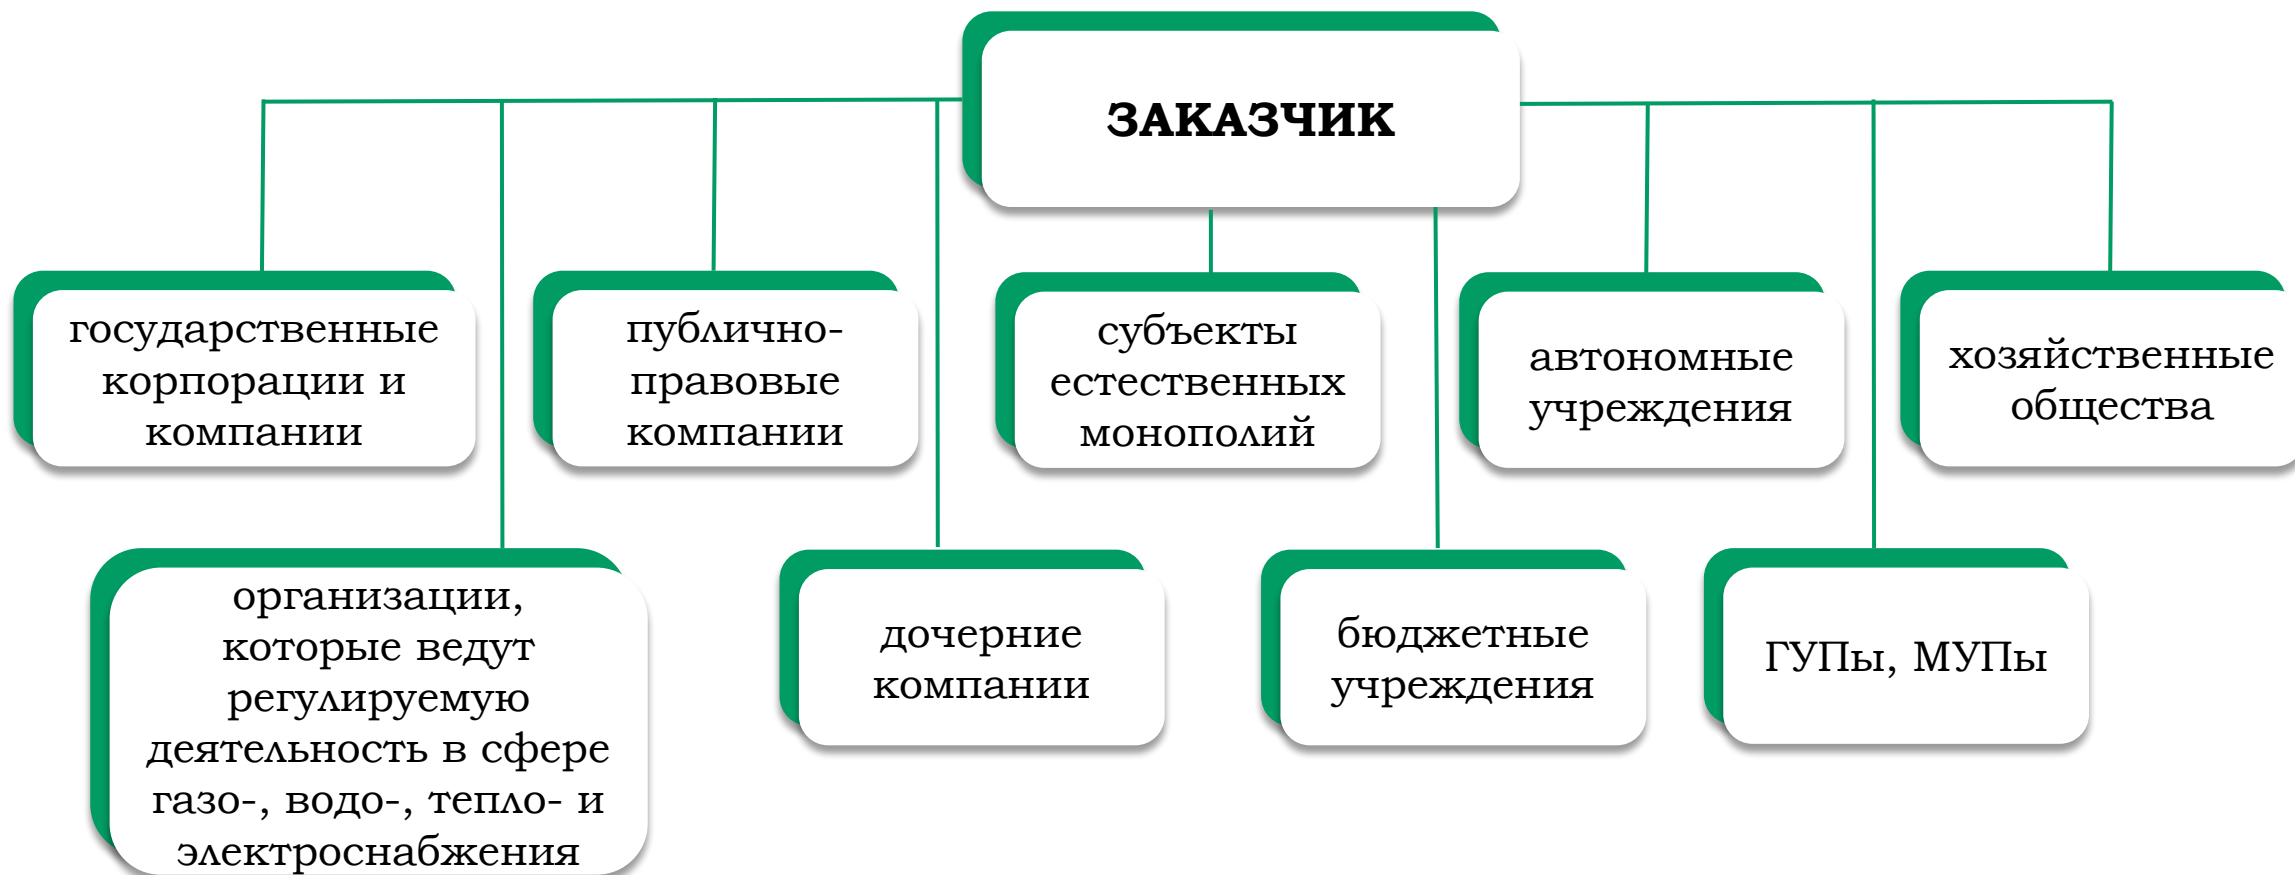 ЗАКАЗЧИК
государственные
корпорации и
компании
публично-
правовые
компании
субъекты
естественных
монополий
автономные
учреждения
хозяйственные
общества
организации,
которые ведут
регулируемую
деятельность в сфере
газо-, водо-, тепло- и
электроснабжения
дочерние
компании
бюджетные
учреждения
ГУПы, МУПы